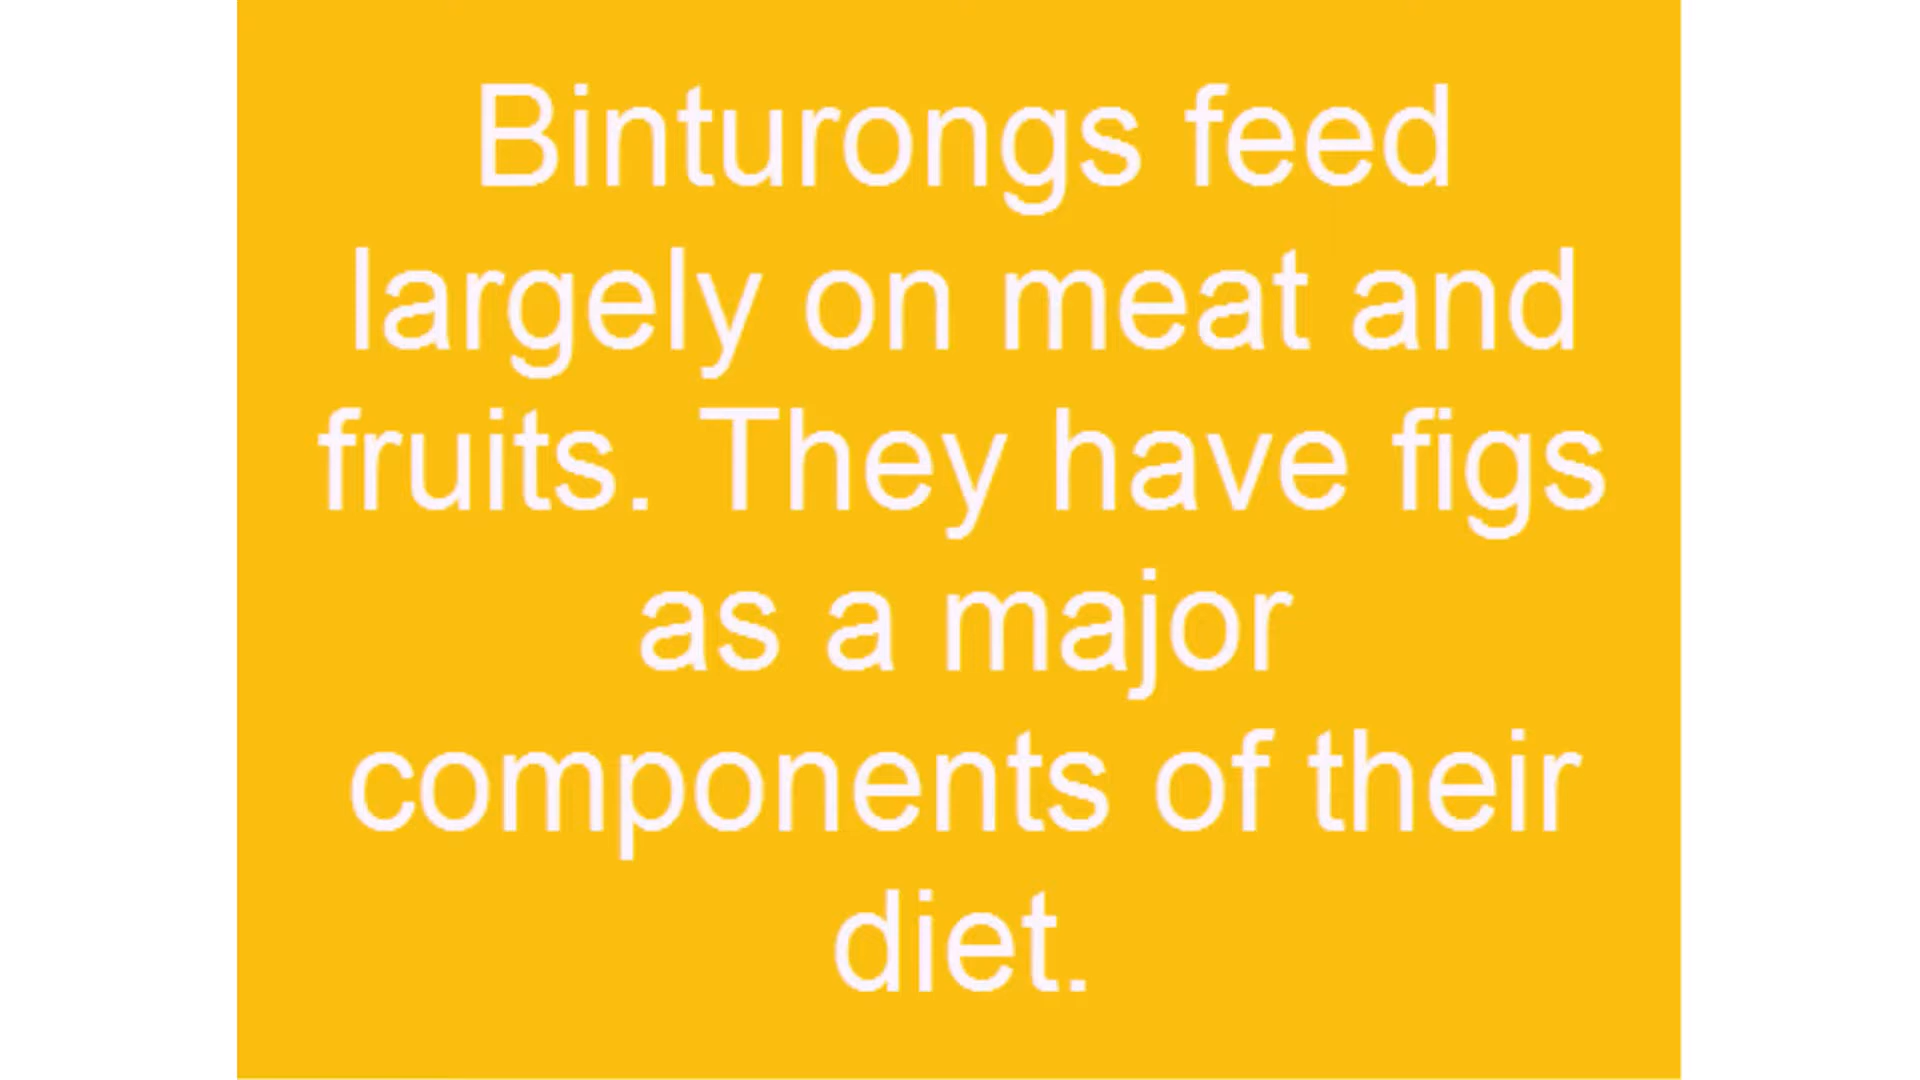 Binturongs feed
largely on meat and
fruits. They have figs
as a major
components of their
diet.